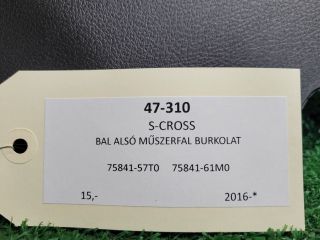 47-310
S-CROSS
BAL ALSÓ MŰSZERFAL BURKOLAT
75841-57T0 75841-61M0
15,- 2016-*